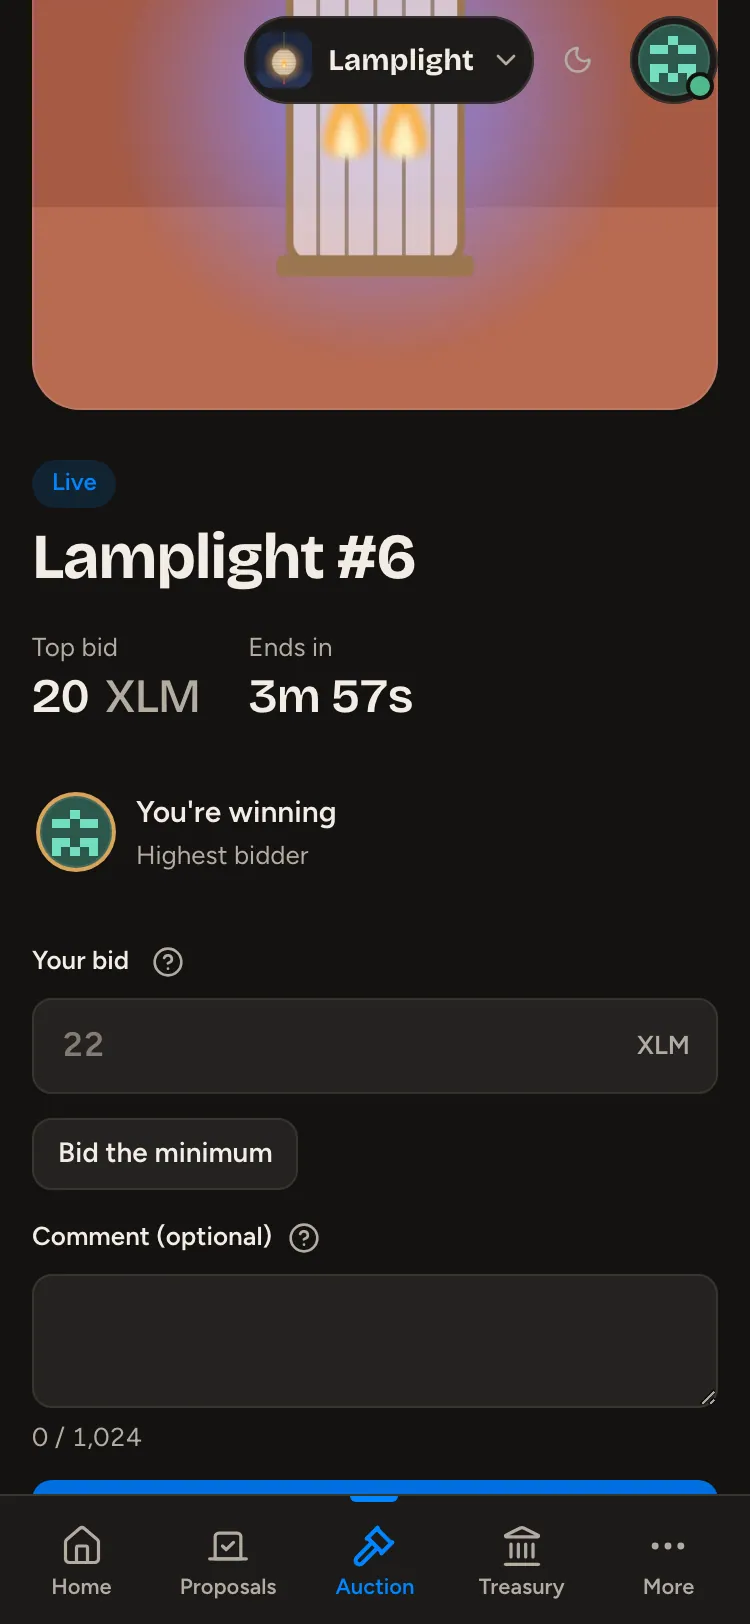 Lamplight
Live
Lamplight #6
Top bid
Ends in
20 XLM
3m 57s
You're winning
Highest bidder
Your bid
22
XLM
Bid the minimum
Comment (optional)
0 / 1,024
Home
Proposals
Auction
Treasury
More